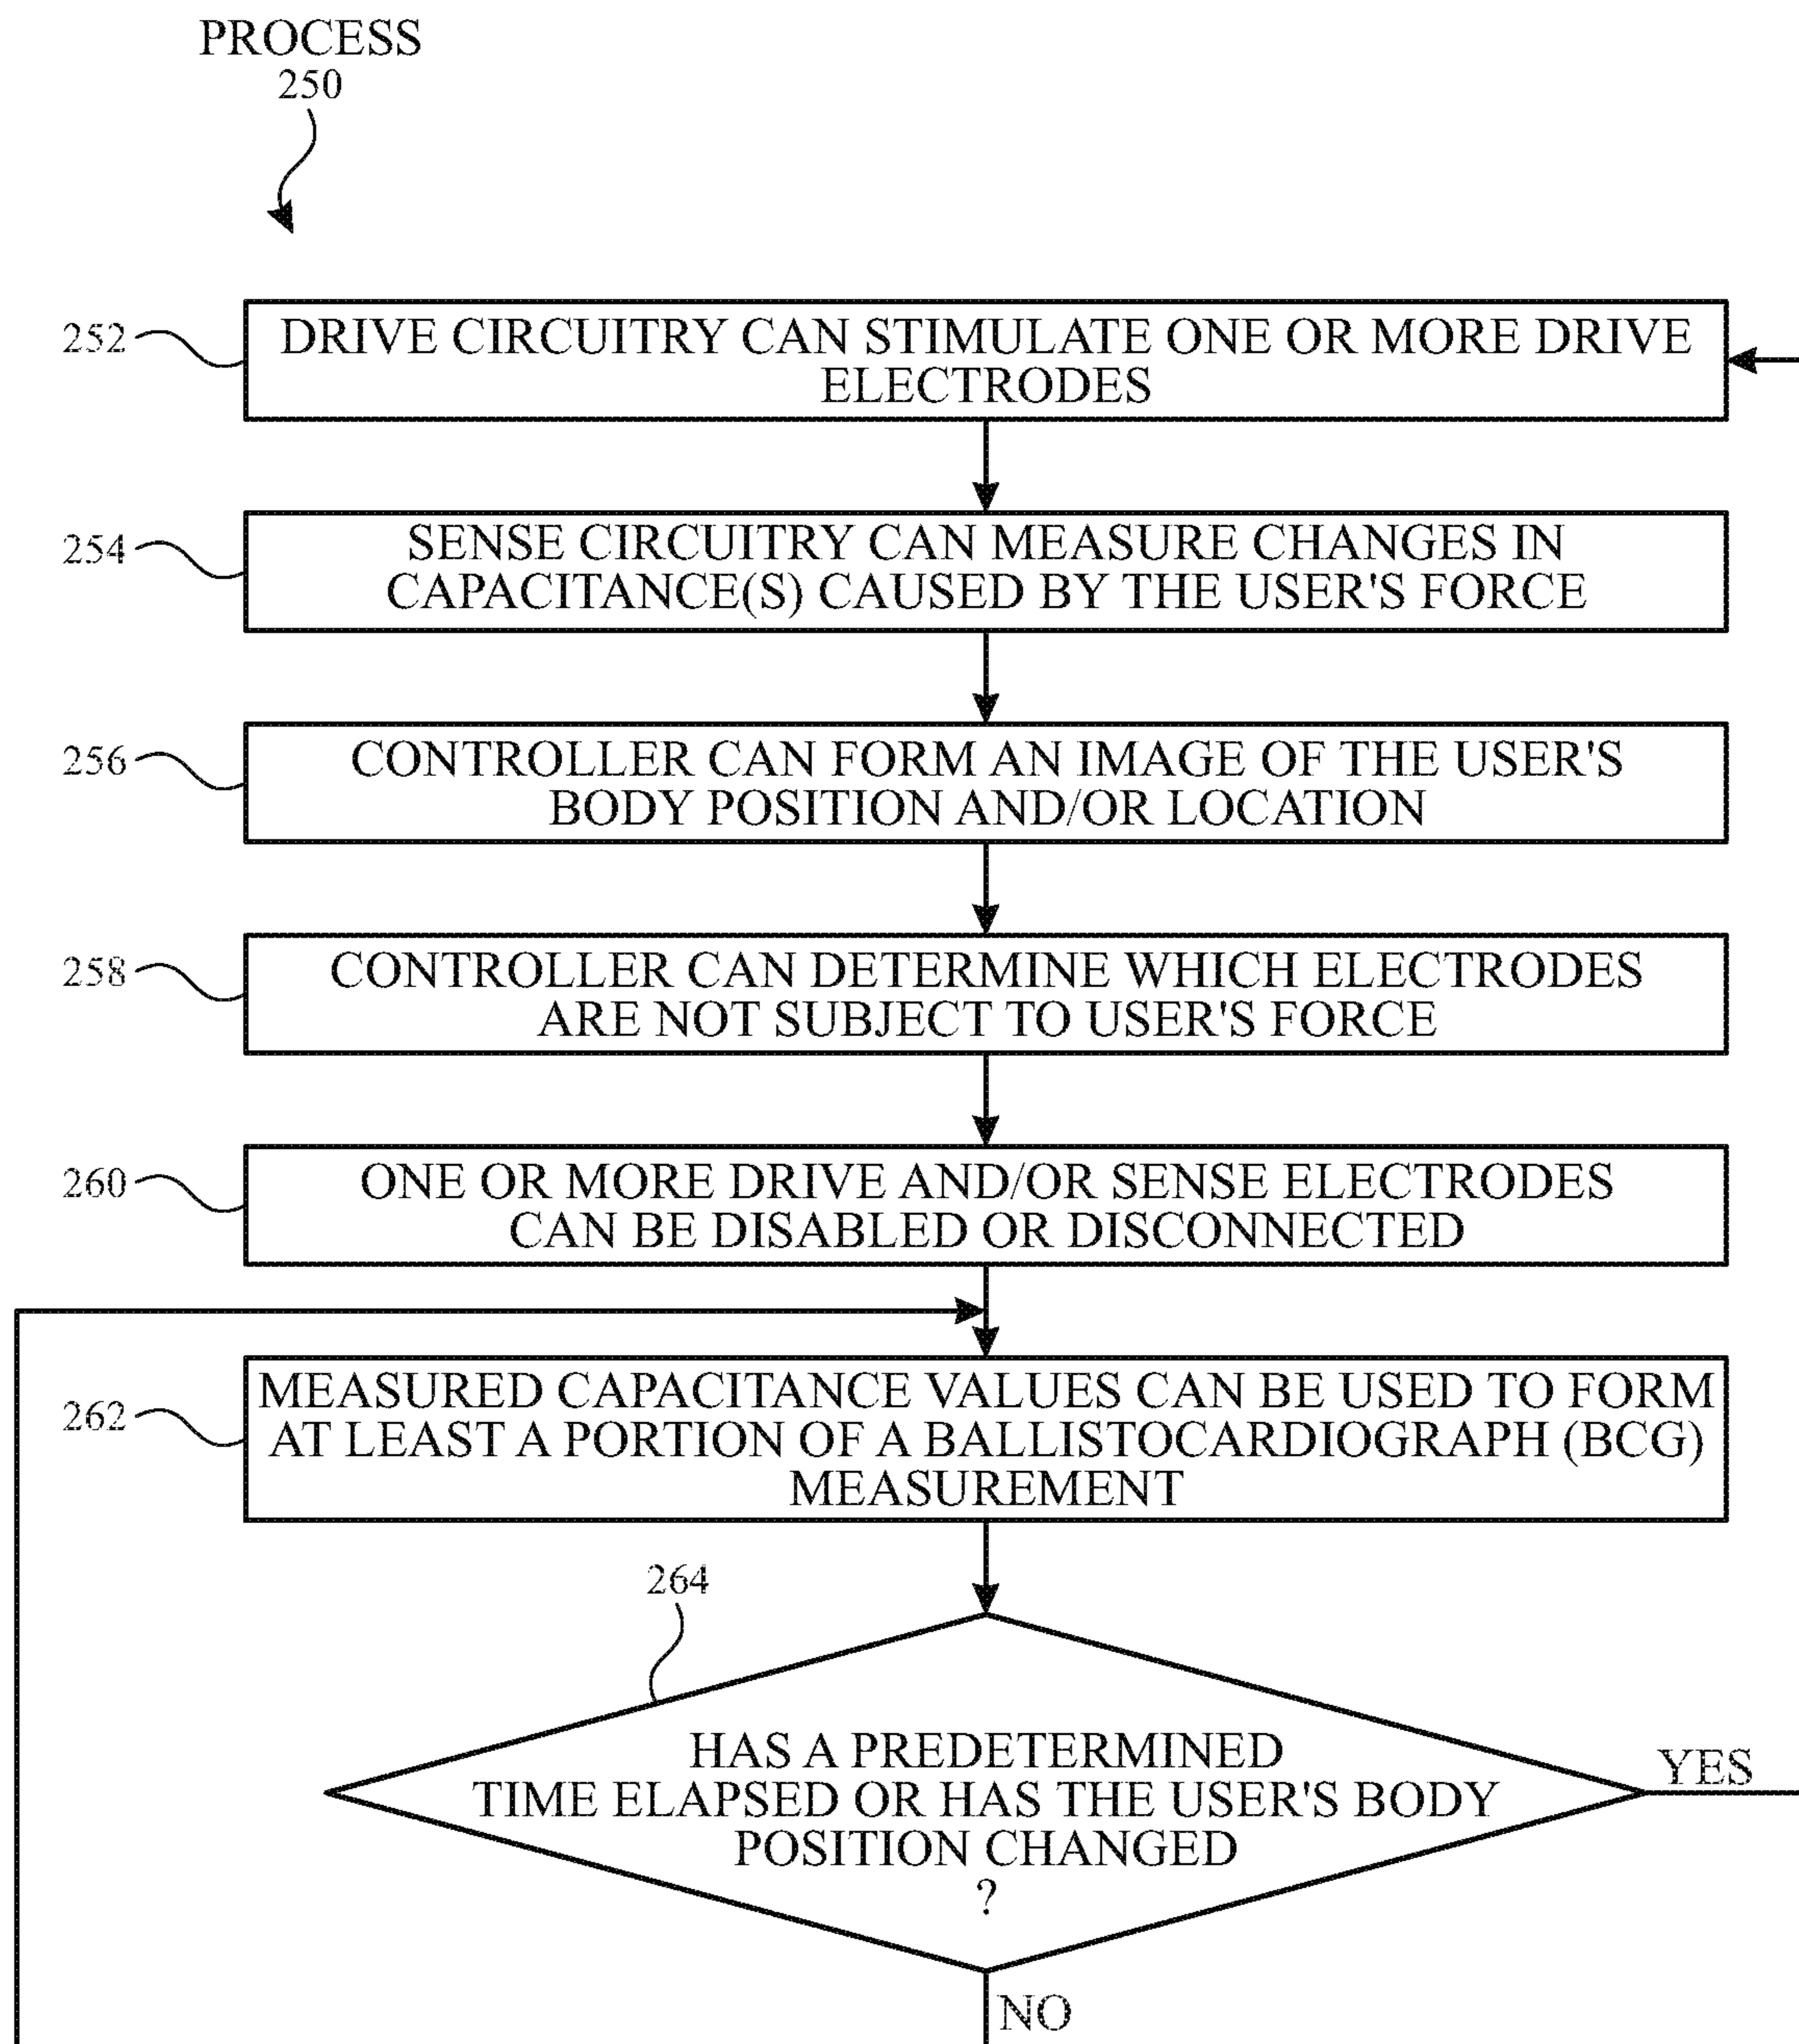 PROCESS
250
252
DRIVE CIRCUITRY CAN STIMULATE ONE OR MORE DRIVE
ELECTRODES
254
SENSE CIRCUITRY CAN MEASURE CHANGES IN
CAPACITANCE(S) CAUSED BY THE USER'S FORCE
256
CONTROLLER CAN FORM AN IMAGE OF THE USER'S
BODY POSITION AND/OR LOCATION
258
CONTROLLER CAN DETERMINE WHICH ELECTRODES
ARE NOT SUBJECT TO USER'S FORCE
260
ONE OR MORE DRIVE AND/OR SENSE ELECTRODES
CAN BE DISABLED OR DISCONNECTED
262
MEASURED CAPACITANCE VALUES CAN BE USED TO FORM
AT LEAST A PORTION OF A BALLISTOCARDIOGRAPH (BCG)
MEASUREMENT
264
HAS A PREDETERMINED
TIME ELAPSED OR HAS THE USER'S BODY
POSITION CHANGED
?
YES
NO